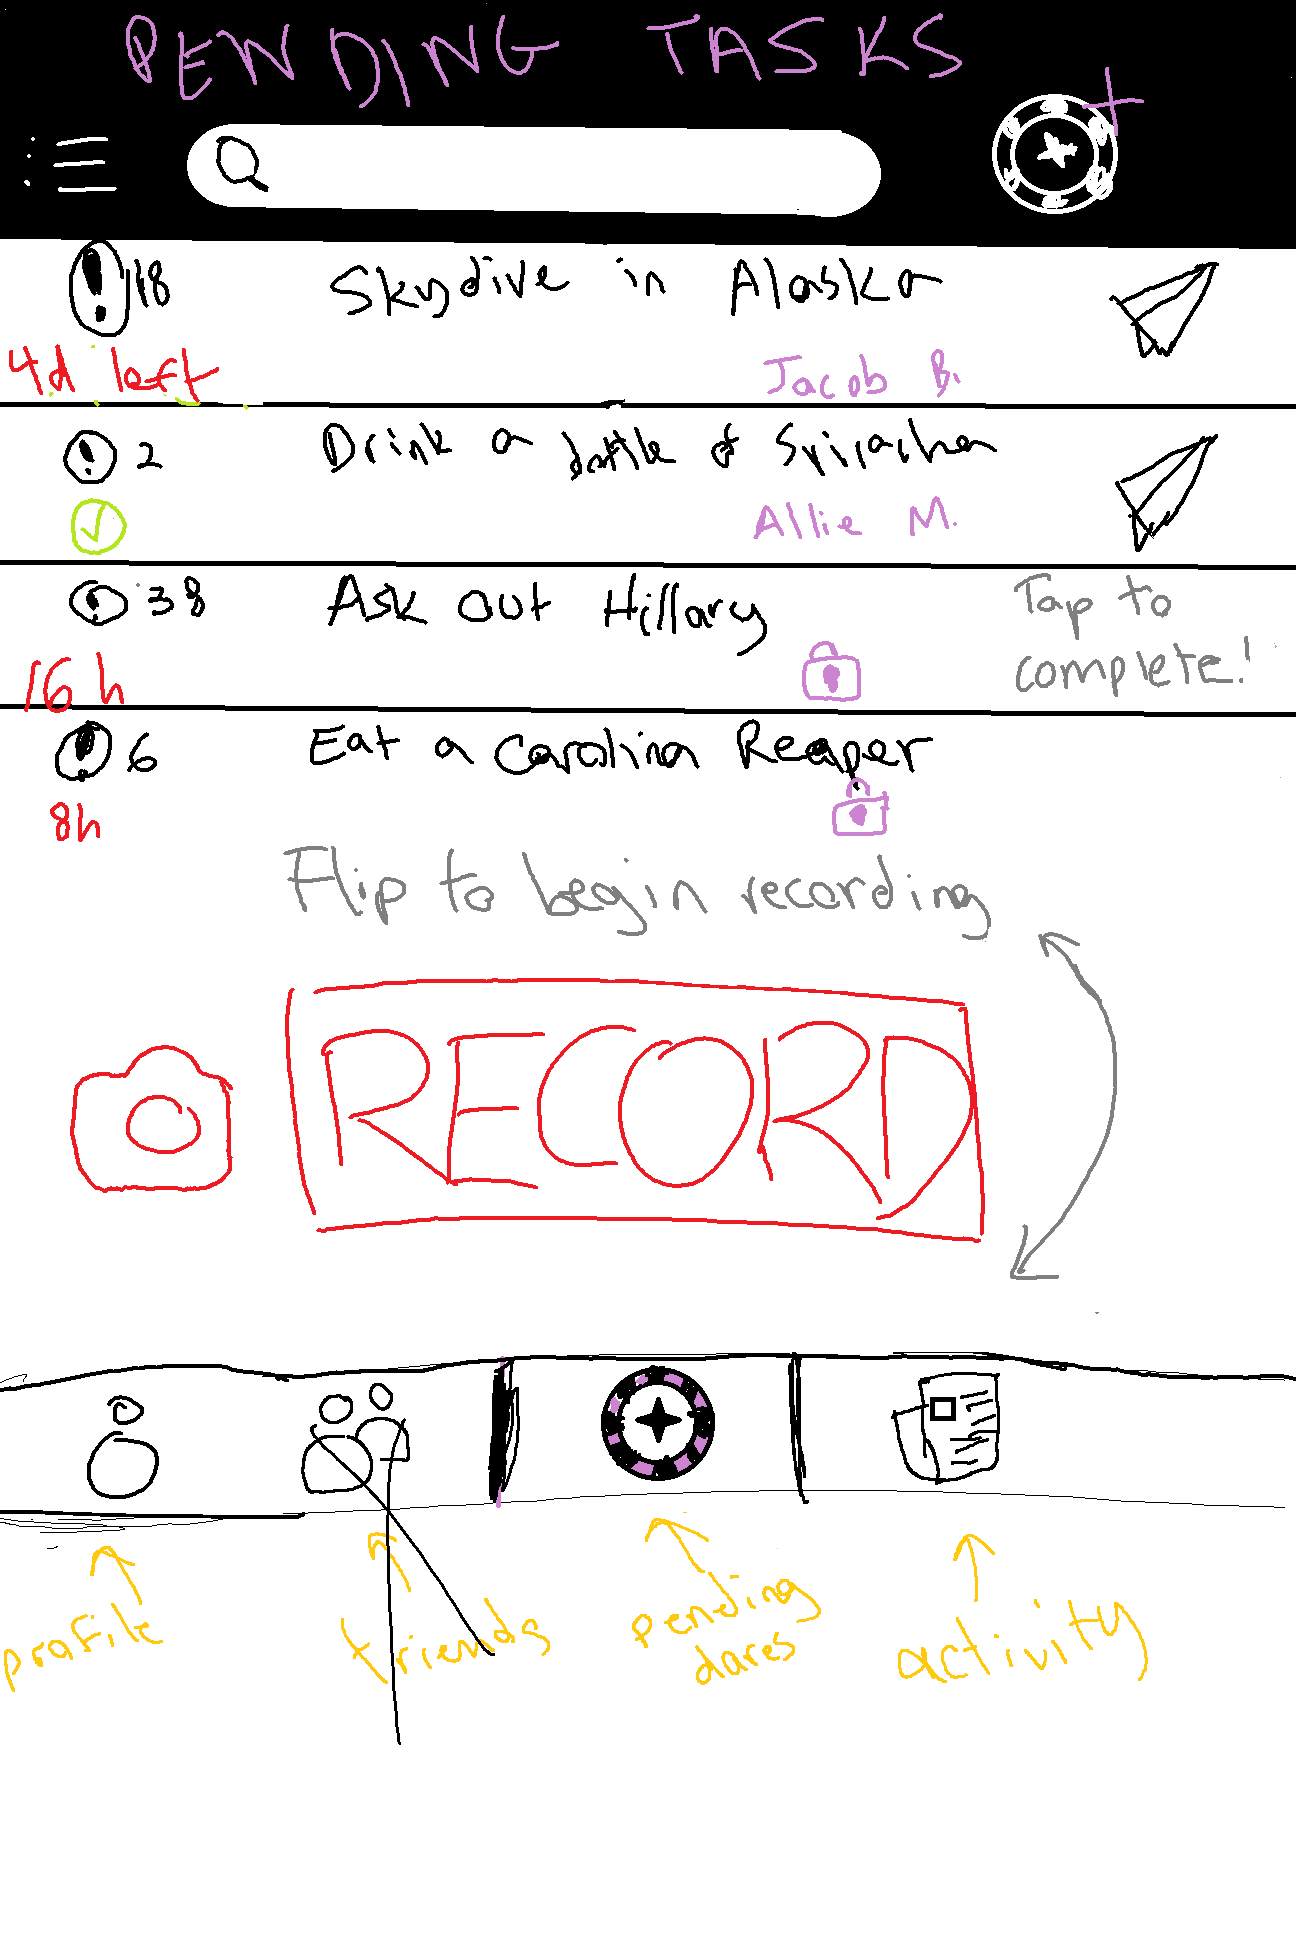 PENDING TASKS
18 Skydive in Alaska
4d left Jacob B.
2 Drink a bottle of Sriracha
Allie M.
38 Ask out Hillary Tap to
16 h complete!
6 Eat a Carolina Reaper
8h
Flip to begin recording
RECORD
profile friends pending activity
dares